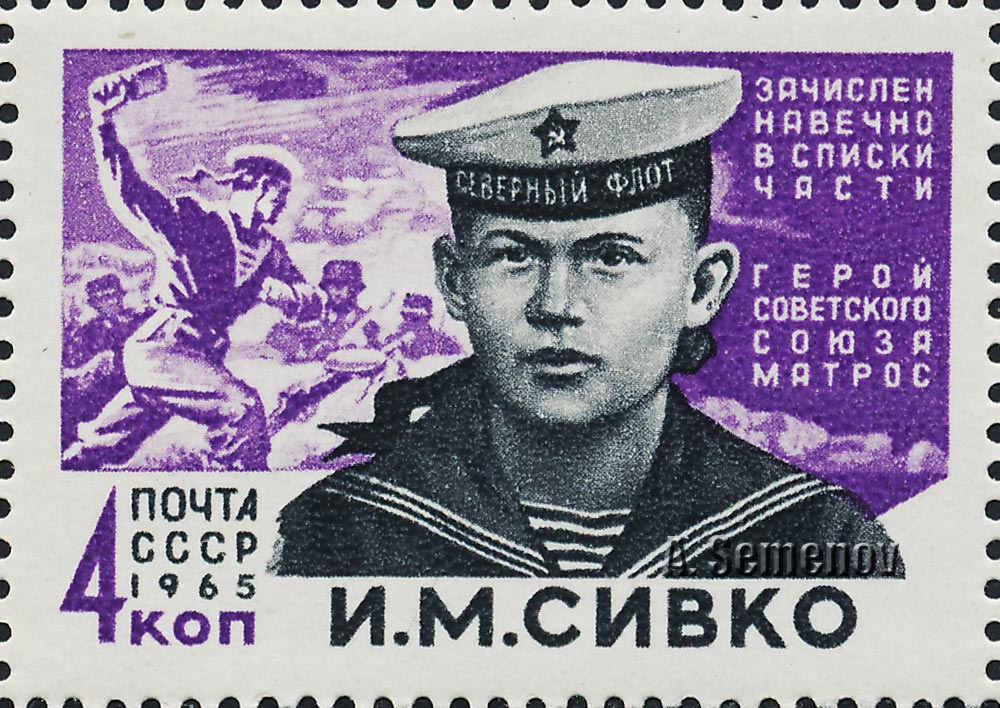 ЗАЧИСЛЕН
НАВЕЧНО
В СПИСКИ
ЧАСТИ
ГЕРОЙ
СОВЕТСКОГО
СОЮЗА
МАТРОС
СЕВЕРНЫЙ ФЛОТ
4 КОП
ПОЧТА
СССР
1965
A. Semenov
И.М.СИВКО